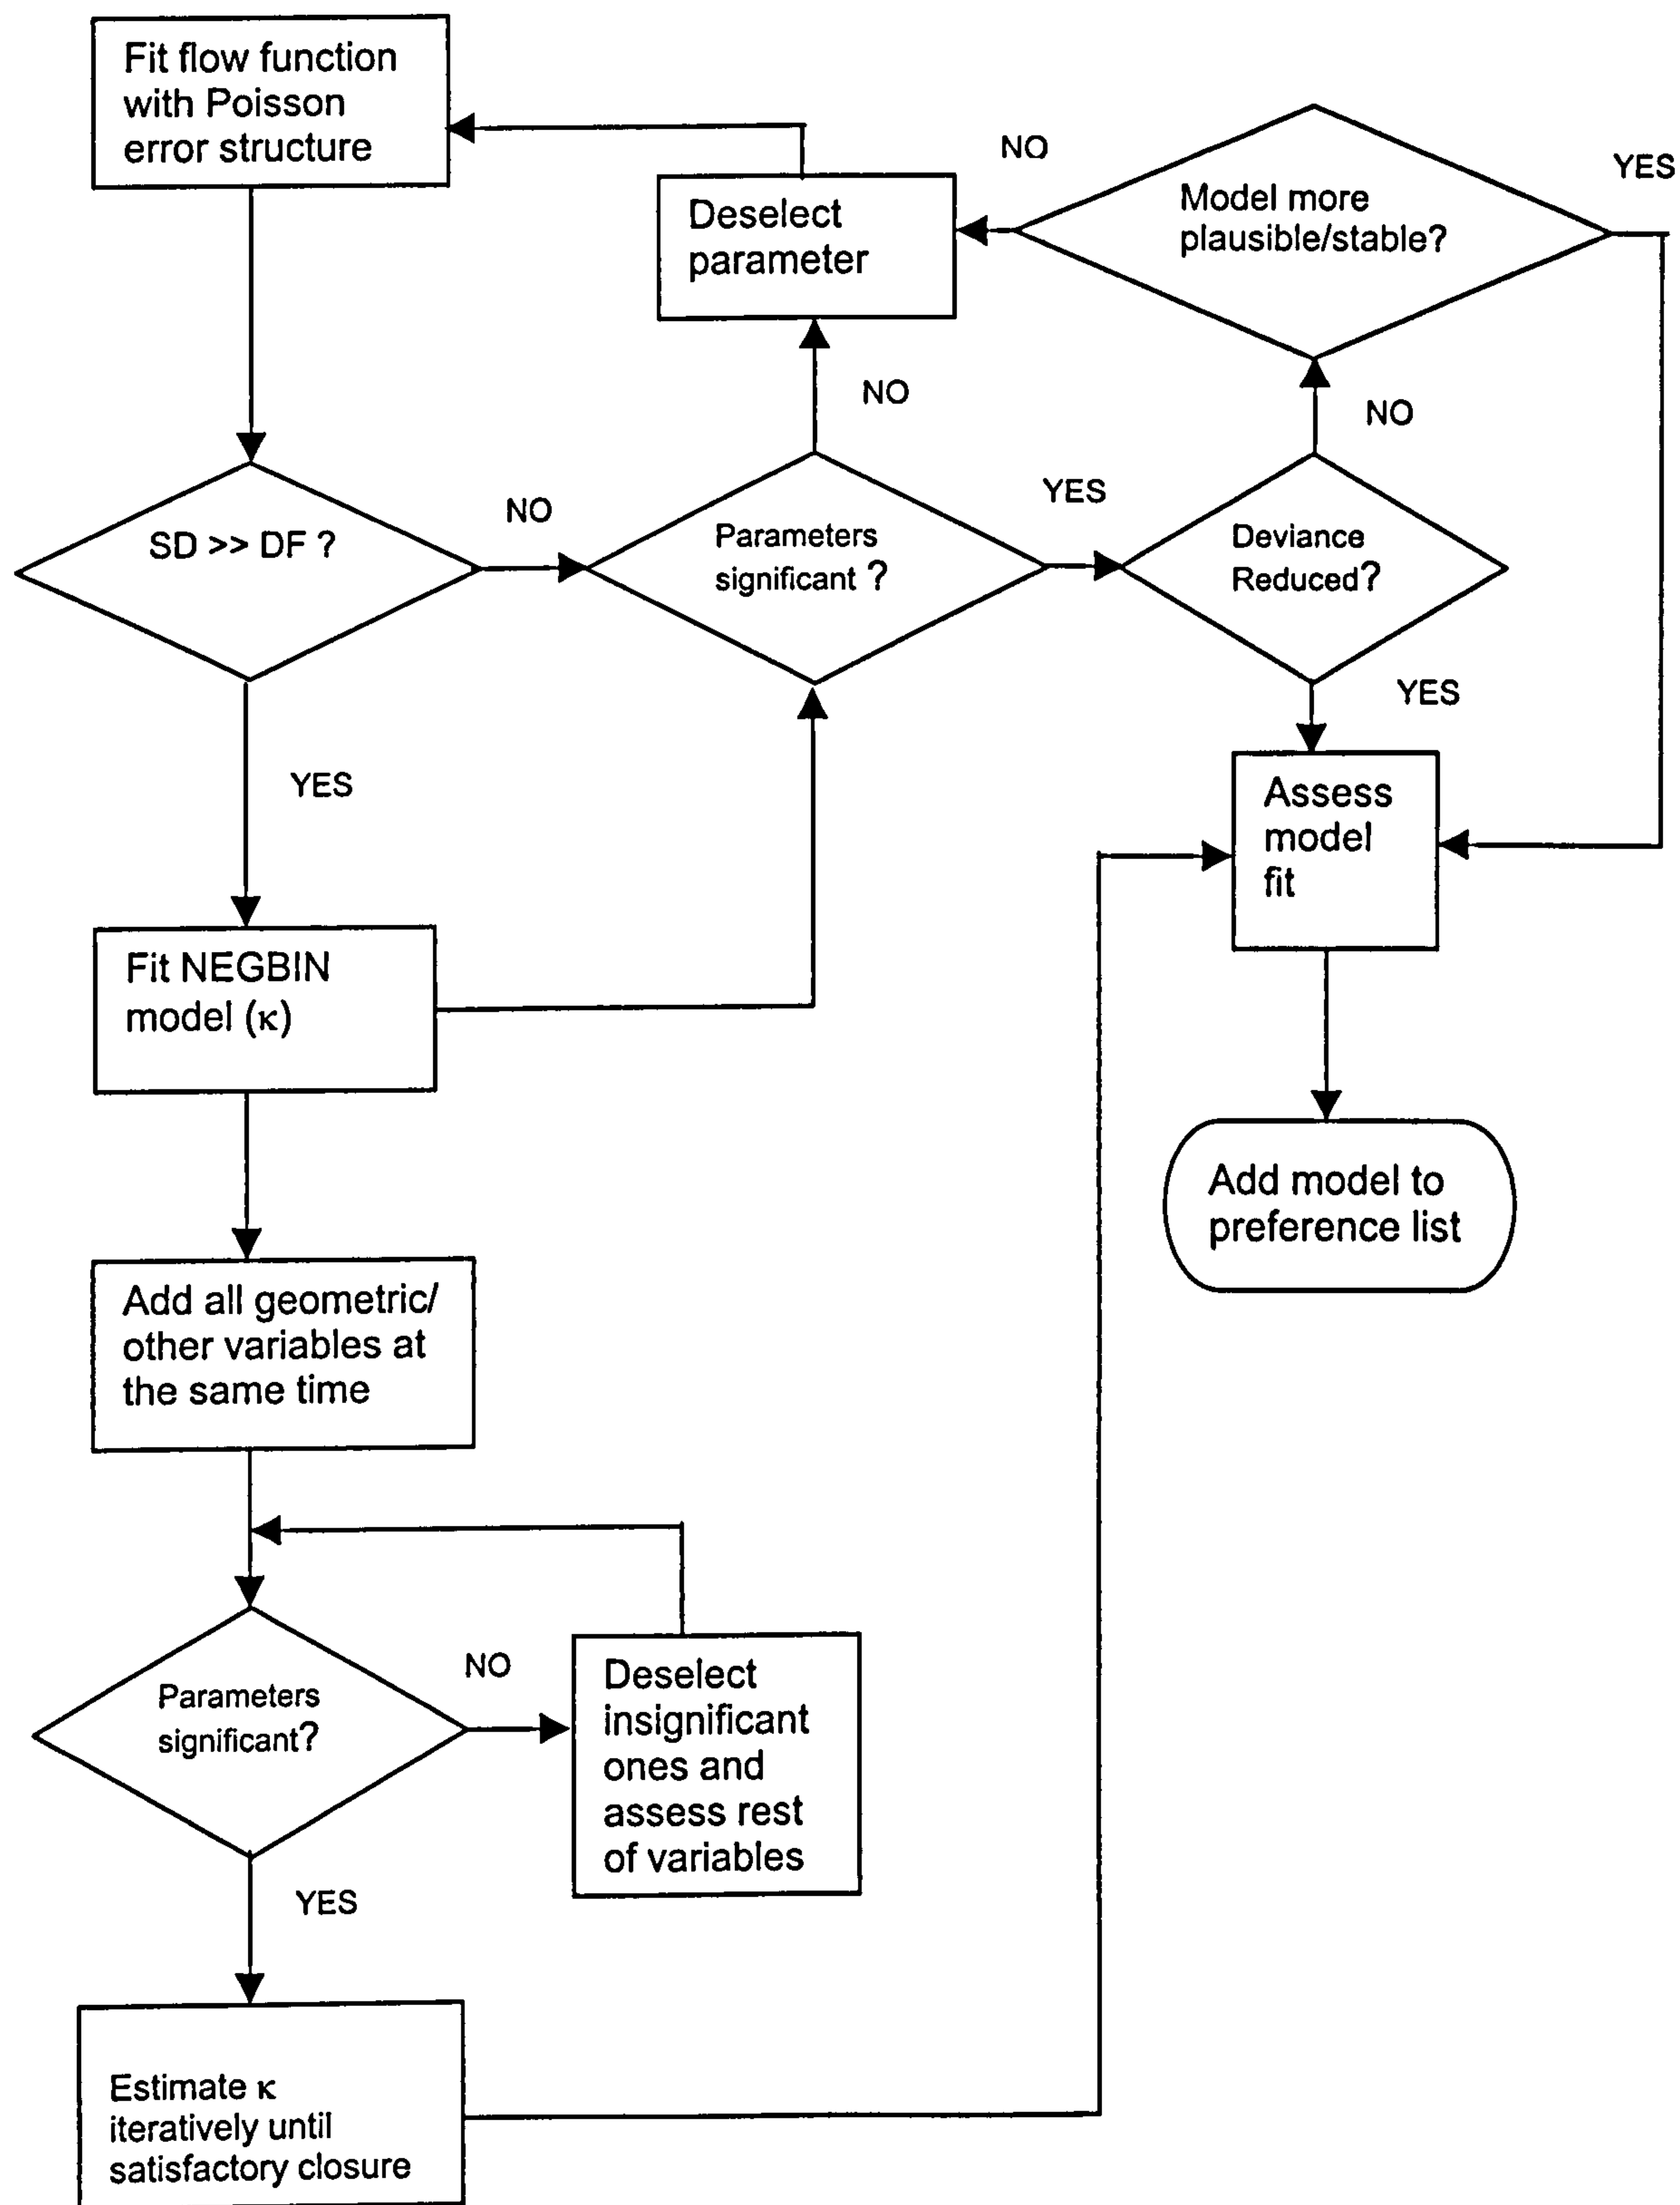 Fit flow function
with Poisson
error structure
Deselect
parameter
NO
Model more
plausible/stable?
YES
NO
NO
SD >> DF ?
NO
Parameters
significant ?
YES
Deviance
Reduced?
YES
YES
Assess
model
fit
Fit NEGBIN
model (κ)
Add model to
preference list
Add all geometric/
other variables at
the same time
Parameters
significant?
NO
Deselect
insignificant
ones and
assess rest
of variables
YES
Estimate κ
iteratively until
satisfactory closure